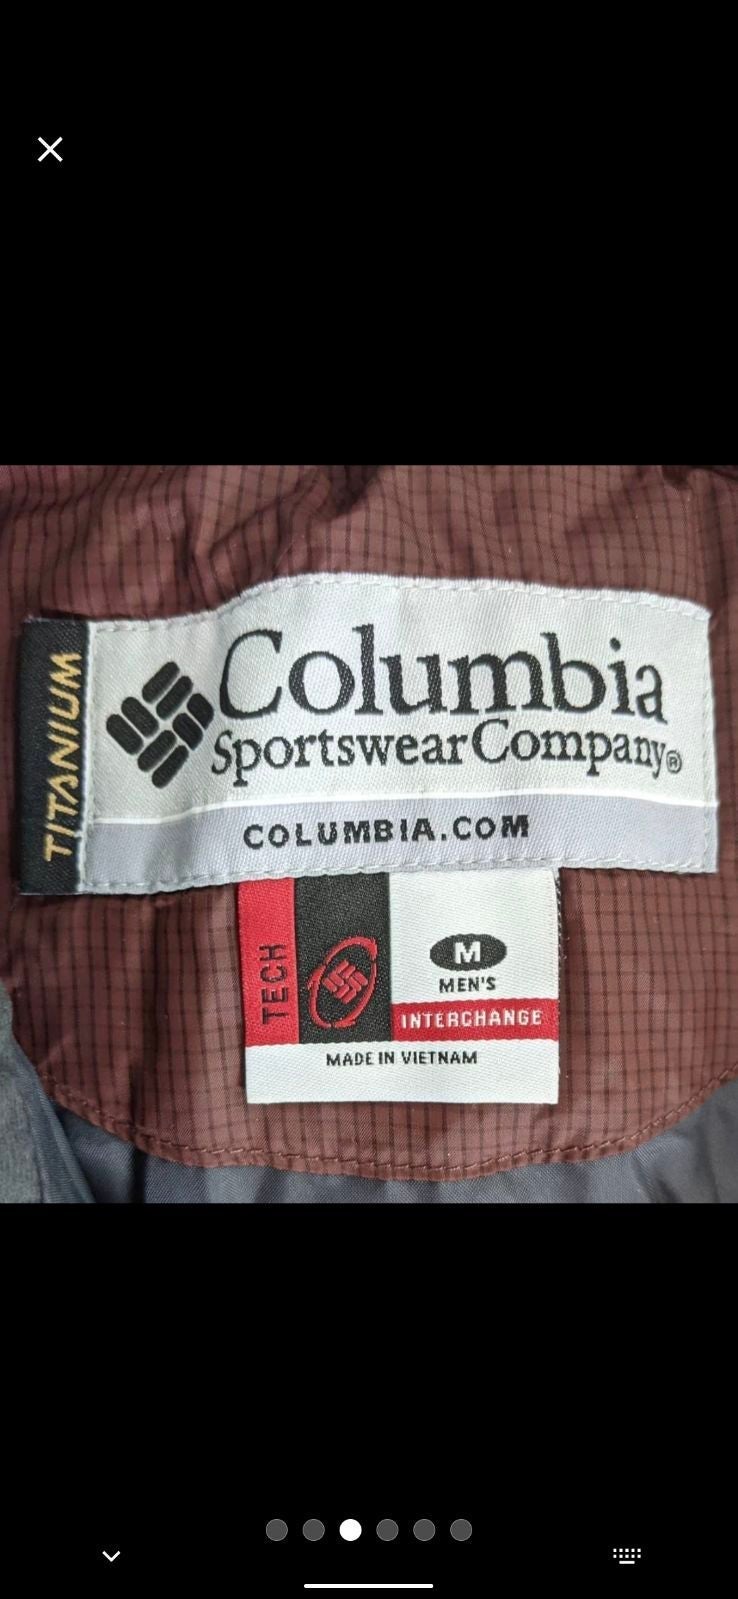 TITANIUM
Columbia
Sportswear Company®
COLUMBIA.COM
TECH
M
MEN'S
INTERCHANGE
MADE IN VIETNAM